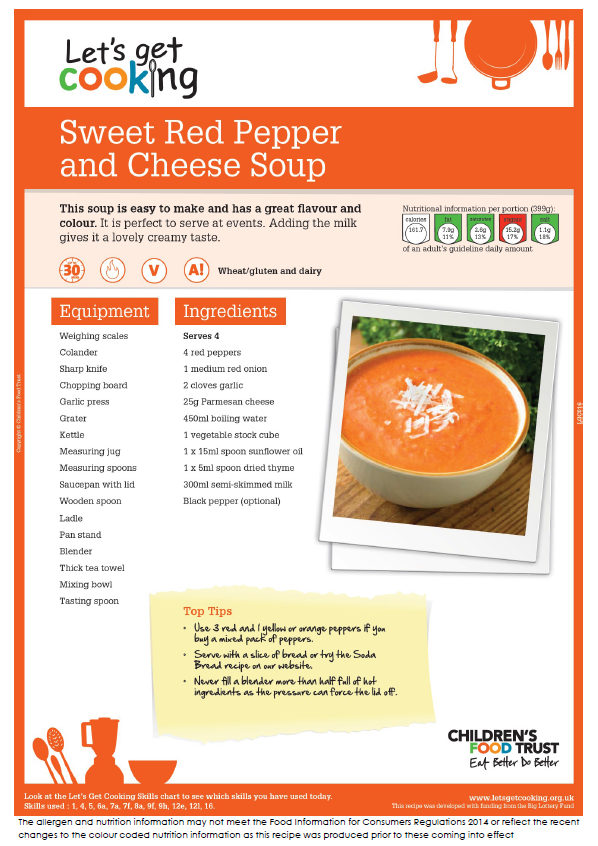 Let's get
cooking
Sweet Red Pepper
and Cheese Soup
This soup is easy to make and has a great flavour and
colour. It is perfect to serve at events. Adding the milk
gives it a lovely creamy taste.
Nutritional information per portion (399g):
calories fat saturates sugars salt
161.7 7.9g 2.6g 15.2g 1.1g
11% 13% 17% 18%
of an adult's guideline daily amount
30 V A! Wheat/gluten and dairy
Equipment
Weighing scales
Colander
Sharp knife
Chopping board
Garlic press
Grater
Kettle
Measuring jug
Measuring spoons
Saucepan with lid
Wooden spoon
Ladle
Pan stand
Blender
Thick tea towel
Mixing bowl
Tasting spoon
Ingredients
Serves 4
4 red peppers
1 medium red onion
2 cloves garlic
25g Parmesan cheese
450ml boiling water
1 vegetable stock cube
1 x 15ml spoon sunflower oil
1 x 5ml spoon dried thyme
300ml semi-skimmed milk
Black pepper (optional)
Copyright © Children's Food Trust
Top Tips
• Use 3 red and 1 yellow or orange peppers if you
buy a mixed pack of peppers.
• Serve with a slice of bread or try the Soda
Bread recipe on our website.
• Never fill a blender more than half full of hot
ingredients as the pressure can force the lid off.
CHILDREN'S
FOOD TRUST
Eat Better Do Better
Look at the Let's Get Cooking Skills chart to see which skills you have used today.
Skills used : 1, 4, 5, 6a, 7a, 7f, 8a, 9f, 9h, 12e, 12l, 16.
www.letsgetcooking.org.uk
This recipe was developed with funding from the Big Lottery Fund
The allergen and nutrition information may not meet the Food Information for Consumers Regulations 2014 or reflect the recent
changes to the colour coded nutrition information as this recipe was produced prior to these coming into effect